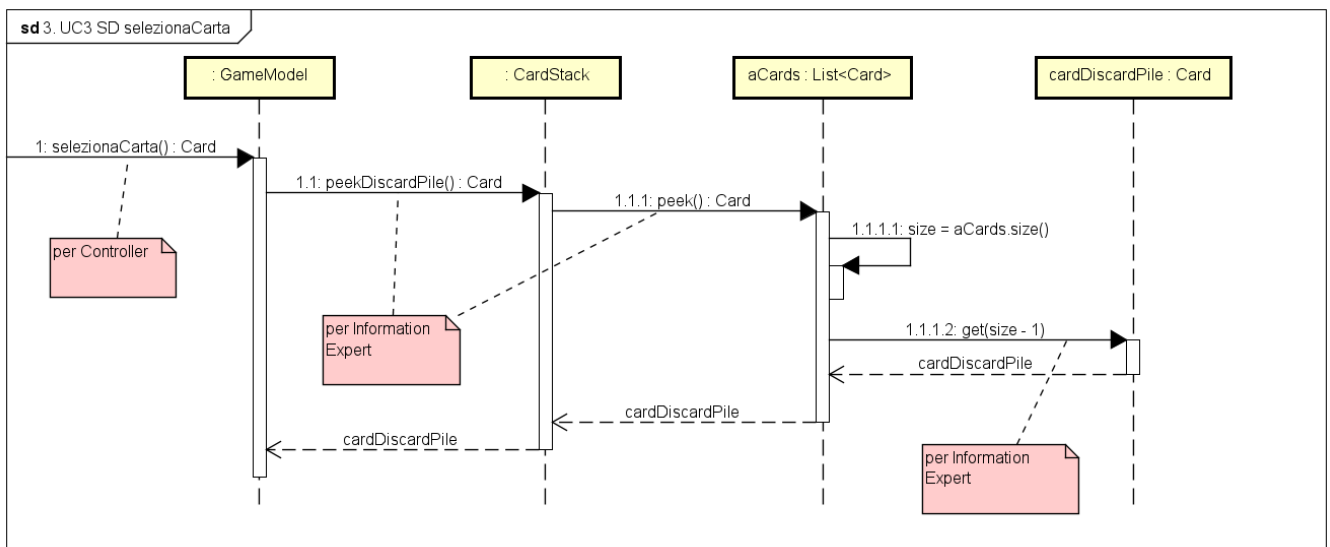 sd 3. UC3 SD selezionaCarta
: GameModel
: CardStack
aCards : List<Card>
cardDiscardPile : Card
1: selezionaCarta() : Card
1.1: peekDiscardPile() : Card
1.1.1: peek() : Card
1.1.1.1: size = aCards.size()
per Controller
per Information
Expert
1.1.1.2: get(size - 1)
cardDiscardPile
cardDiscardPile
cardDiscardPile
per Information
Expert